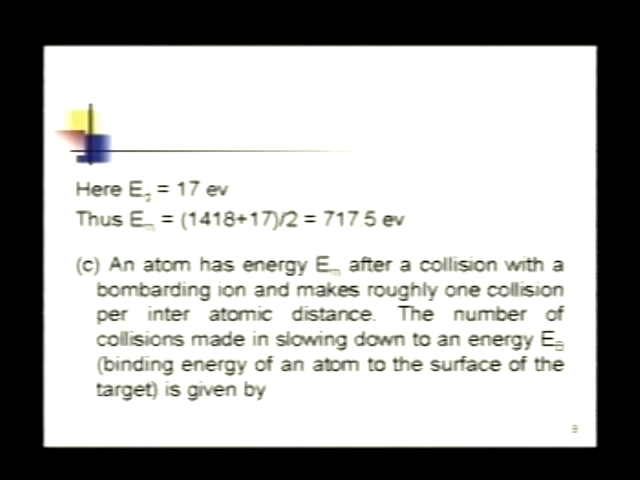 Here E₂ = 17 ev
Thus Eₘ = (1418+17)/2 = 717.5 ev
(c) An atom has energy Eₘ after a collision with a
bombarding ion and makes roughly one collision
per inter atomic distance. The number of
collisions made in slowing down to an energy E_B
(binding energy of an atom to the surface of the
target) is given by
8